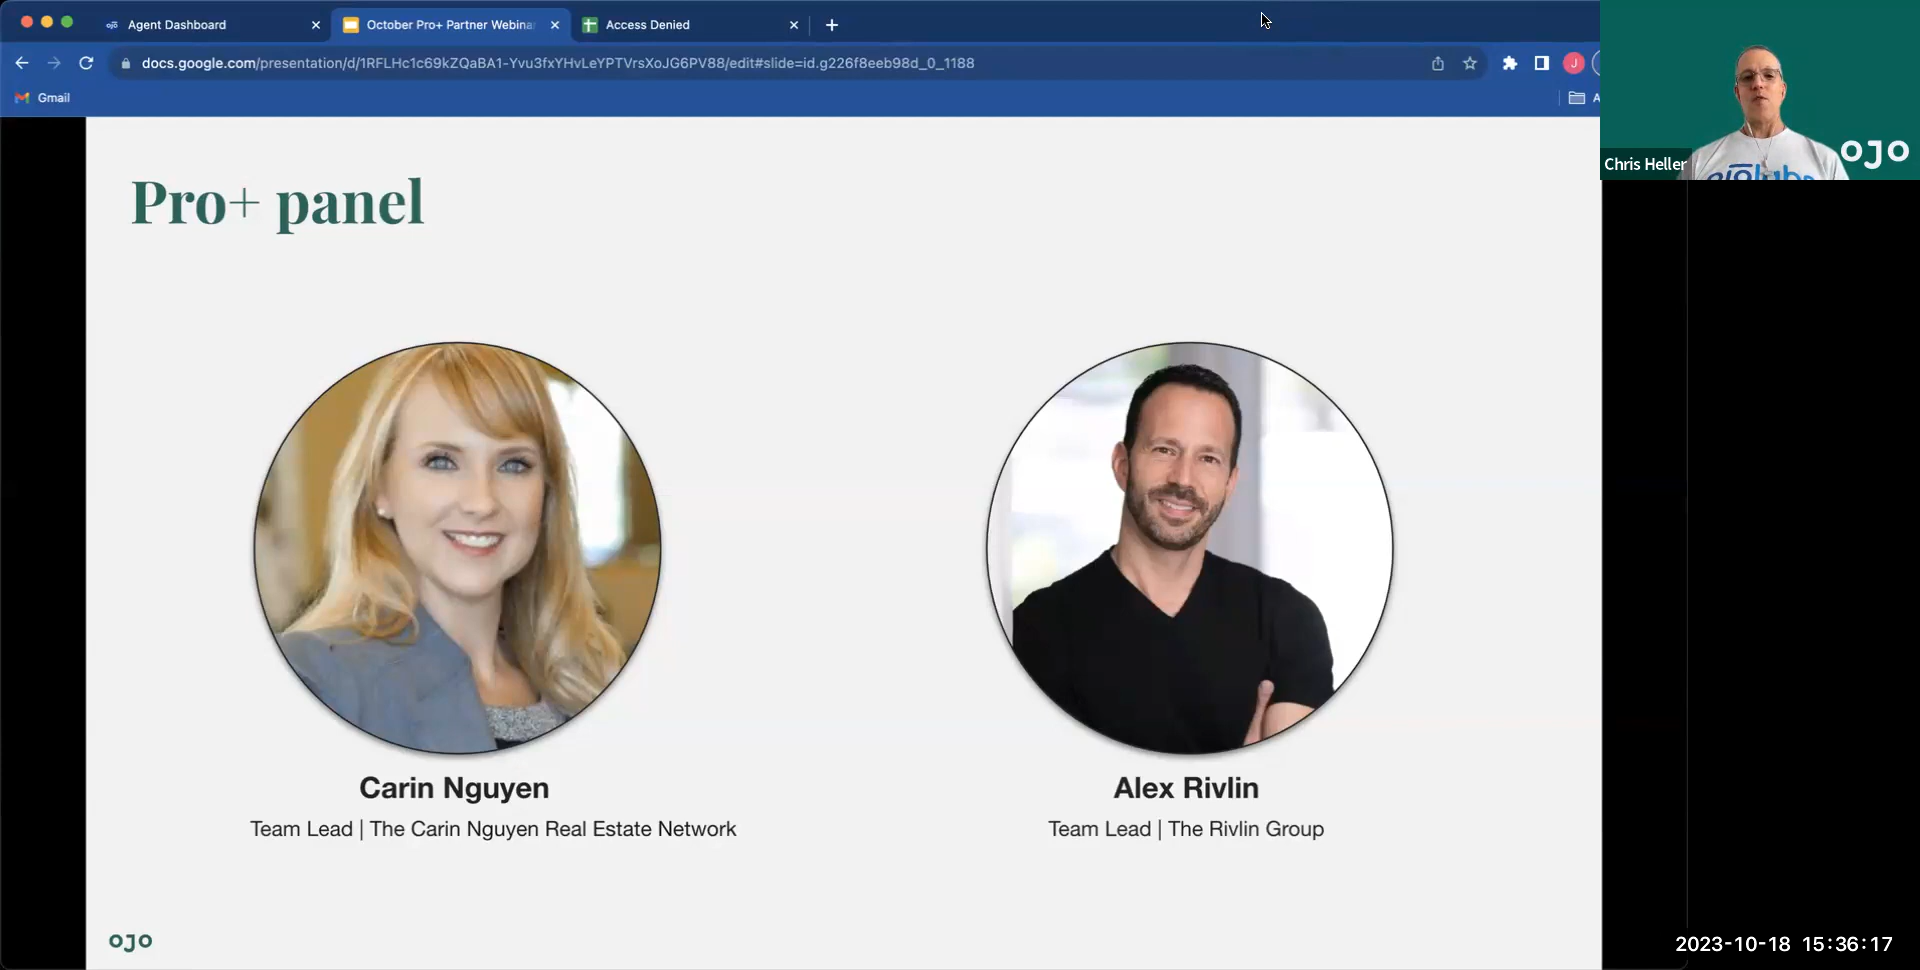 Agent Dashboard
October Pro+ Partner Webina
Access Denied
docs.google.com/presentation/d/1RFLHc1c69kZQaBA1-Yvu3fxYHvLeYPTVrsXoJG6PV88/edit#slide=id.g226f8eeb98d_0_1188
J
Gmail
A
Chris Heller
ojo
Pro+ panel
Carin Nguyen
Team Lead | The Carin Nguyen Real Estate Network
Alex Rivlin
Team Lead | The Rivlin Group
ojo
2023-10-18 15:36:17